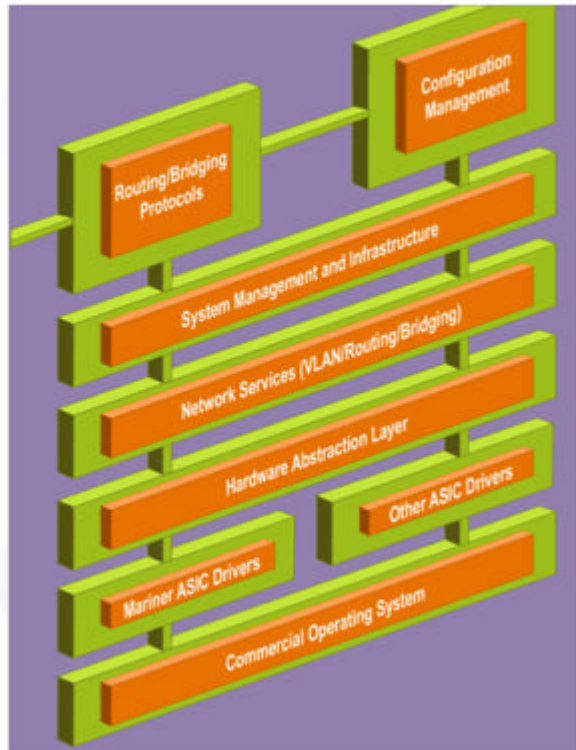 Configuration
Management
Routing/Bridging
Protocols
System Management and Infrastructure
Network Services (VLAN/Routing/Bridging)
Hardware Abstraction Layer
Other ASIC Drivers
Mariner ASIC Drivers
Commercial Operating System